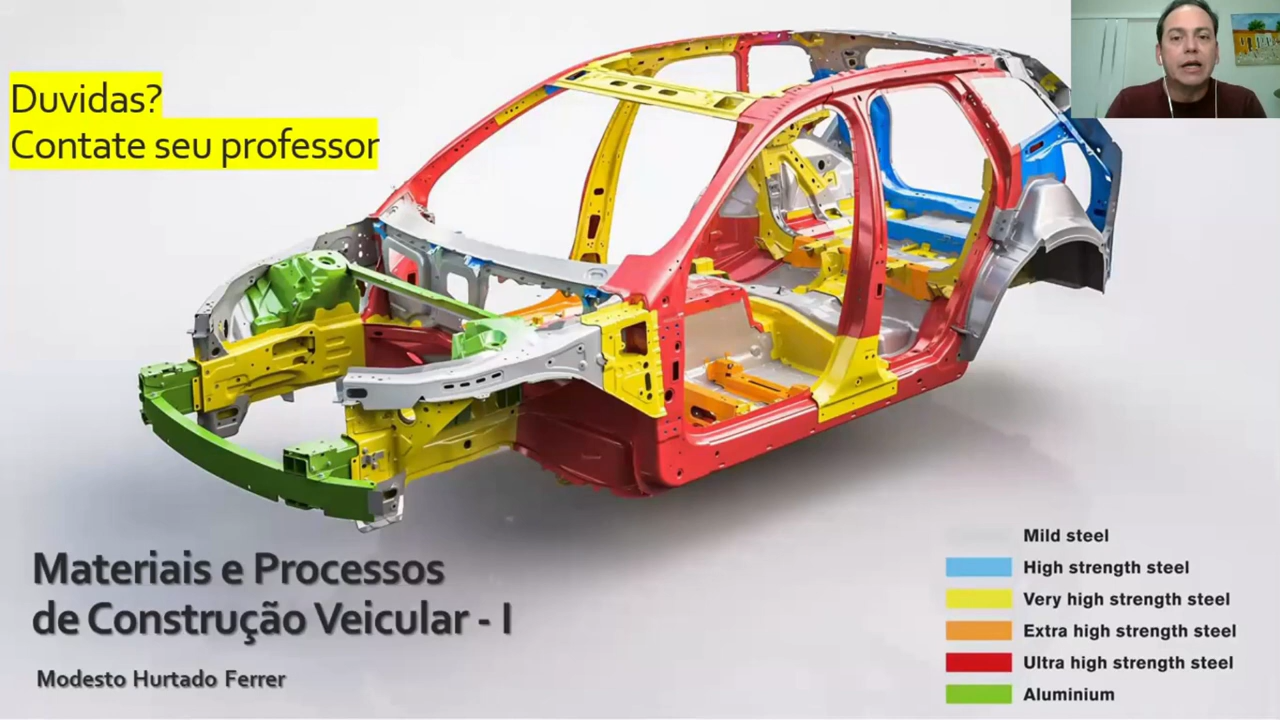 Duvidas?
Contate seu professor
Materiais e Processos
de Construção Veicular - I
Modesto Hurtado Ferrer
Mild steel
High strength steel
Very high strength steel
Extra high strength steel
Ultra high strength steel
Aluminium